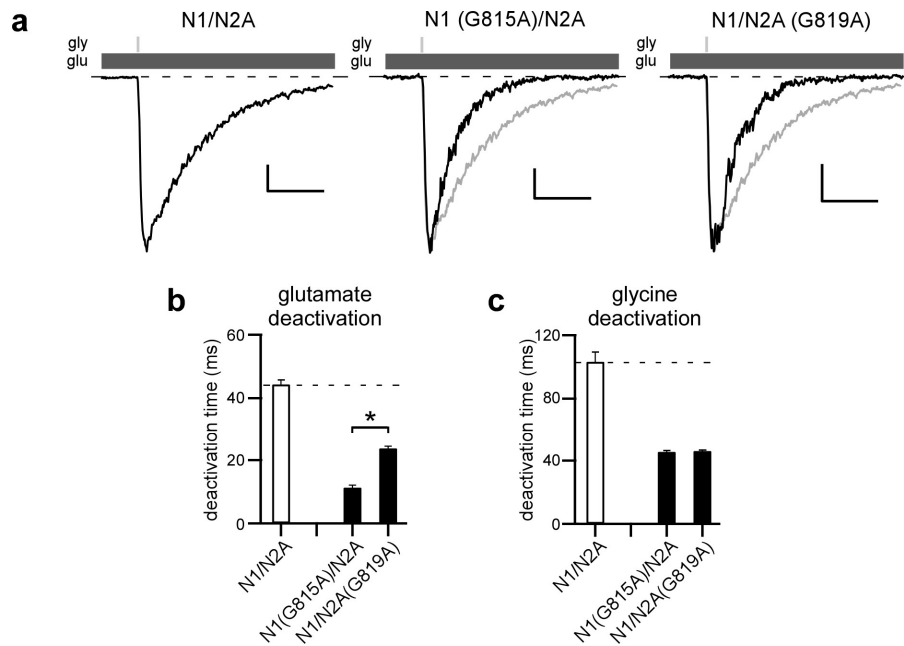 a
N1/N2A
N1 (G815A)/N2A
N1/N2A (G819A)
gly
glu
gly
glu
gly
glu
b
glutamate
deactivation
deactivation time (ms)
60
40
20
0
*
N1/N2A
N1(G815A)/N2A
N1/N2A(G819A)
c
glycine
deactivation
deactivation time (ms)
120
80
40
0
N1/N2A
N1(G815A)/N2A
N1/N2A(G819A)